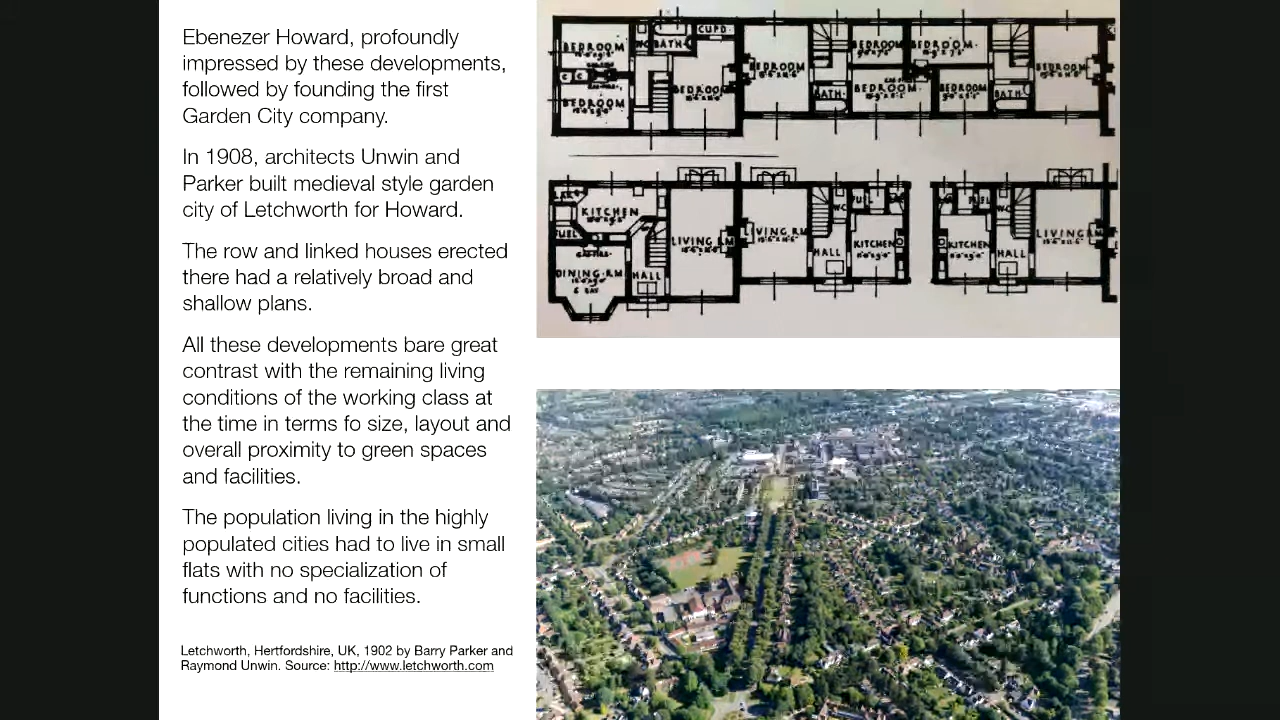 Ebenezer Howard, profoundly
impressed by these developments,
followed by founding the first
Garden City company.
In 1908, architects Unwin and
Parker built medieval style garden
city of Letchworth for Howard.
The row and linked houses erected
there had a relatively broad and
shallow plans.
All these developments bare great
contrast with the remaining living
conditions of the working class at
the time in terms fo size, layout and
overall proximity to green spaces
and facilities.
The population living in the highly
populated cities had to live in small
flats with no specialization of
functions and no facilities.
Letchworth, Hertfordshire, UK, 1902 by Barry Parker and
Raymond Unwin. Source: http://www.letchworth.com
BEDROOM
WC
BATH
CUPD.
BEDROOM
BEDROOM
BEDROOM
BATH
BEDROOM
BEDROOM
BEDROOM
BEDROOM
BATH
BEDROOM
KITCHEN
FUEL
DINING RM
& BAY
HALL
LIVING RM
LIVING RM
HALL
WC
FUEL
KITCHEN
KITCHEN
FUEL
WC
HALL
LIVING RM